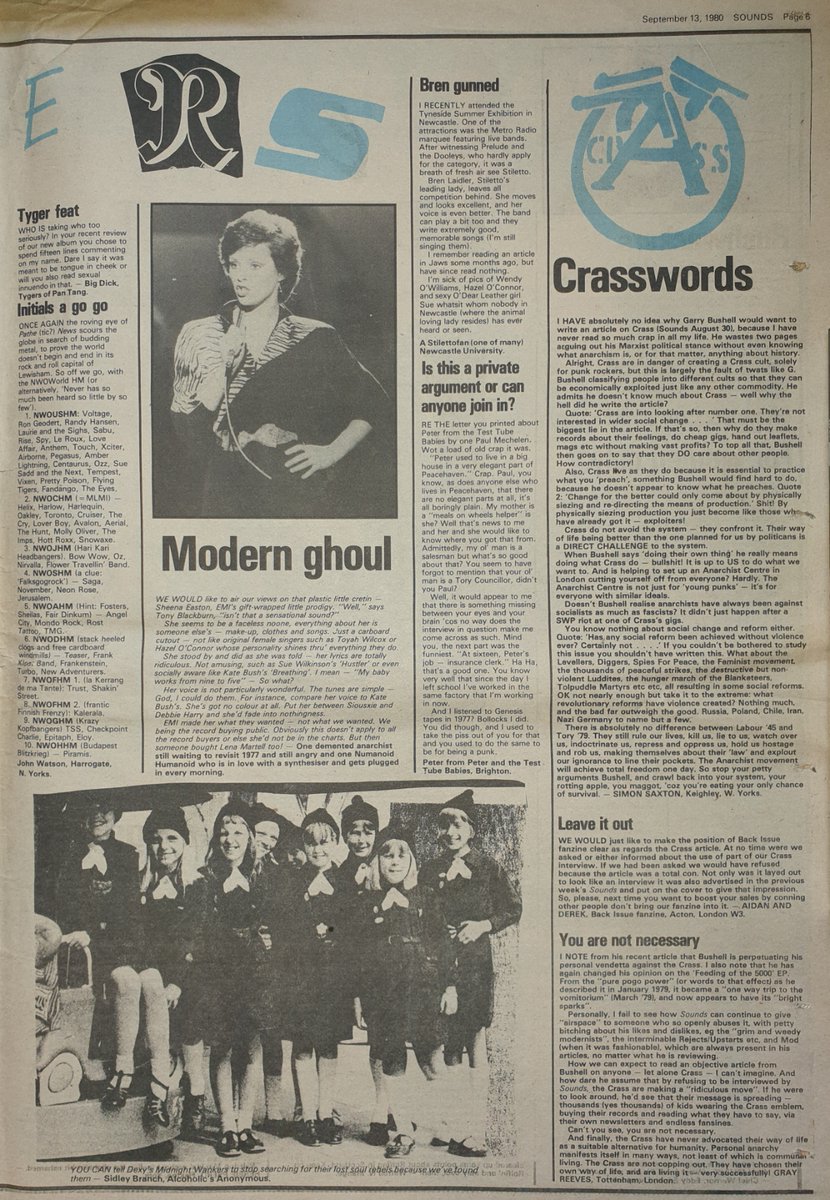 September 13, 1980 SOUNDS Page 6
E R S
Tyger feat
WHO IS taking who too
seriously? In your recent review
of our new album you chose to
spend fifteen lines commenting
on my name. Dare I say it was
meant to be tongue in cheek or
will you also read sexual
innuendo in that. — Big Dick,
Tygers of Pan Tang.
Initials a go go
ONCE AGAIN the roving eye of
Pathe (tic?) News scours the
globe in search of budding
metal, to prove the world
doesn't begin and end in its
rock and roll capital of
Lewisham. So off we go, with
the NWOWorld HM (or
alternatively, 'Never has so
much been heard so little by so
few').
1. NWOUSHM: Voltage,
Ron Gedert, Randy Hansen,
Laurie and the Sighs, Sabu,
Rise, Spy, Le Roux, Love
Affair, Anthem, Touch, Xciter,
Airborne, Pegasus, Amber
Lightning, Centaurus, Ozz, Sue
Sadd and the Next, Tempest,
Vixen, Pretty Poison, Flying
Tigers, Fandango, The Eyes.
2. NWOCHM (= MLMI) —
Helix, Harlow, Harlequin,
Oakley, Toronto, Cruiser, The
Cry, Lover Boy, Avalon, Aerial,
The Hunt, Molly Oliver, The
Imps, Hott Roxx, Snowaxe.
3. NWOJHM (Hari Kari
Headbangers). Bow Wow, Oz,
Nirvalla, Flower Travellin' Band.
4. NWOSHM (a clue:
'Falksgogrock') — Saga,
November, Neon Rose,
Jerusalem.
5. NWOAHM (Hint: Fosters,
Sheilas, Fair Dinkum) — Angel
City, Mondo Rock, Rost
Tattoo, TMG.
6. NWODHM (stack heeled
clogs and free cardboard
windmills) — Teaser, Frank
Band, Frankenstein,
Turbo, New Adventurers.
7. NWOFHM 1. (la Kerrang
de ma Tante): Trust, Shakin'
Street.
8. NWOFHM 2. (frantic
Finnish Frenzy): Kalerala.
9. NWOGHM (Krazy
Kopfbangers) TSS, Checkpoint
Charlie, Epitaph, Eloy.
10. NWOHHM (Budapest
Blitzkrieg) — Pramis.
John Watson, Harrogate,
N. Yorks.
Modern ghoul
WE WOULD like to air our views on that plastic little cretin —
Sheena Easton, EMI's gift-wrapped little prodigy. "Well," says
Tony Blackburn, "isn't that a sensational sound?"
She seems to be a faceless noone, everything about her is
someone else's — make-up, clothes and songs. Just a carboard
cutout — not like original female singers such as Toyah Wilcox or
Hazel O'Connor whose personality shines thru' everything they do
She stood by and did as she was told — her lyrics are totally
ridiculous. Not amusing, such as Sue Wilkinson's 'Hustler' or even
socially aware like Kate Bush's 'Breathing'. I mean — "My baby
works from nine to five" — So what?
Her voice is not particularly wonderful. The tunes are simple —
God, I could do them. For instance, compare her voice to Kate
Bush's. She's got no colour at all. Put her between Siousxie and
Debbie Harry and she'd fade into nothingness.
EMI made her what they wanted — not what we wanted. We
being the record buying public. Obviously this doesn't apply to all
the record buyers or else she'd not be in the charts. But then
someone bought Lena Martell too! — One demented anarchist
still waiting to revisit 1977 and still angry and one Numanoid
Humanoid who is in love with a synthesiser and gets plugged
in every morning.
Bren gunned
I RECENTLY attended the
Tyneside Summer Exhibition in
Newcastle. One of the
attractions was the Metro Radio
marquee featuring live bands.
After witnessing Prelude and
the Dooleys, who hardly apply
for the category, it was a
breath of fresh air see Stiletto.
Bren Laidler, Stiletto's
leading lady, leaves all
competition behind. She moves
and looks excellent, and her
voice is even better. The band
can play a bit too and they
write extremely good,
memorable songs (I'm still
singing them).
I remember reading an article
in Jaws some months ago, but
have since read nothing.
I'm sick of pics of Wendy
O'Williams, Hazel O'Connor,
and sexy O'Dear Leather girl
Sue whatsit whom nobody in
Newcastle (where the animal
loving lady resides) has ever
heard or seen.
A Stilettofan (one of many)
Newcastle University.
Is this a private
argument or can
anyone join in?
RE THE letter you printed about
Peter from the Test Tube
Babies by one Paul Mechelen.
Wot a load of old crap it was.
"Peter used to live in a big
house in a very elegant part of
Peacehaven." Crap. Paul, you
know, as does anyone else who
lives in Peacehaven, that there
are no elegant parts at all, it's
all boringly plain. My mother is
a "meals on wheels helper" is
she? Well that's news to me
and her and she would like to
know where you got that from.
Admittedly, my ol' man is a
salesman but what's so good
about that? You seem to have
forgot to mention that your ol'
man is a Tory Councillor, didn't
you Paul?
Well, it would appear to me
that there is something missing
between your eyes and your
brain 'cos no way does the
interview in question make me
come across as such. Mind
you, the next part was the
funniest. "At sixteen, Peter's
job — insurance clerk." Ha Ha,
that's a good one. You know
very well that since the day I
left school I've worked in the
same factory that I'm working
in now.
And I listened to Genesis
tapes in 1977? Bollocks I did.
You did though, and I used to
take the piss out of you for that
and you used to do the same to
be for being a punk.
Peter from Peter and the Test
Tube Babies, Brighton.
CLASS
Crasswords
I HAVE absolutely no idea why Garry Bushell would want to
write an article on Crass (Sounds August 30), because I have
never read so much crap in all my life. He wastes two pages
arguing out his Marxist political stance without even knowing
what anarchism is, or for that matter, anything about history.
Alright, Crass are in danger of creating a Crass cult, solely
for punk rockers, but this is largely the fault of twats like G.
Bushell classifying people into different cults so that they can
be economically exploited just like any other commodity. He
admits he doesn't know much about Crass — well why the
hell did he write the article?
Quote: 'Crass are into looking after number one. They're not
interested in wider social change . . . .' That must be the
biggest lie in the article. If that's so, then why do they make
records about their feelings, do cheap gigs, hand out leaflets,
mags etc without making vast profits? To top all that, Bushell
then goes on to say that they DO care about other people.
How contradictory!
Also, Crass live as they do because it is essential to practice
what you 'preach', something Bushell would find hard to do,
because he doesn't appear to know what he preaches. Quote
2: 'Change for the better could only come about by physically
siezing and re-directing the means of production.' Shit! By
physically siezing production you just become like those who
have already got it — exploiters!
Crass do not avoid the system — they confront it. Their way
of life being better than the one planned for us by politicans is
a DIRECT CHALLENGE to the system.
When Bushell says 'doing their own thing' he really means
doing what Crass do — bullshit! It is up to US to do what we
want to. And is helping to set up an Anarchist Centre in
London cutting yourself off from everyone? Hardly. The
Anarchist Centre is not just for 'young punks' — it's for
everyone with similar ideals.
Doesn't Bushell realise anarchists have always been against
socialists as much as fascists? It didn't just happen after a
SWP riot at one of Crass's gigs.
You know nothing about social change and reform either.
Quote: 'Has any social reform been achieved without violence
ever? Certainly not . . . .' If you couldn't be bothered to study
this issue you shouldn't have written this. What about the
Levellers, Diggers, Spies For Peace, the Feminist movement,
the thousands of peaceful strikes, the destructive but non-
violent Luddites, the hunger march of the Blanketeers,
Tolpuddle Martyrs etc etc, all resulting in some social reforms.
OK not nearly enough but take it to the extreme: what
revolutionary reforms have violence created? Nothing much,
and the bad far outweigh the good. Russia, Poland, Chile, Iran,
Nazi Germany to name but a few.
There is absolutely no difference between Labour '45 and
Tory '79. They still rule our lives, kill us, lie to us, watch over
us, indoctrinate us, repress and oppress us, hold us hostage
and rob us, making themselves about their 'law' and exploit
our ignorance to line their pockets. The Anarchist movement
will achieve total freedom one day. So stop your petty
arguments Bushell, and crawl back into your system, your
rotting apple, you maggot, 'coz you're eating your only chance
of survival. — SIMON SAXTON, Keighley, W. Yorks.
Leave it out
WE WOULD just like to make the position of Back Issue
fanzine clear as regards the Crass article. At no time were we
asked or either informed about the use of part of our Crass
interview. If we had been asked we would have refused
because the article was a total con. Not only was it layed out
to look like an interview it was also advertised in the previous
week's Sounds and put on the cover to give that impression.
So, please, next time you want to boost your sales by conning
other people don't bring our fanzine into it. — AIDAN AND
DEREK, Back Issue fanzine, Acton, London W3.
You are not necessary
I NOTE from his recent article that Bushell is perpetuating his
personal vendetta against the Crass. I also note that he has
again changed his opinion on the 'Feeding of the 5000' EP.
From the "pure pogo power" (or words to that effect) as he
described it in January 1979, it became a "one way trip to the
vomitorium" (March '79), and now appears to have its "bright
sparks".
Personally, I fail to see how Sounds can continue to give
"airspace" to someone who so openly abuses it, with petty
bitching about his likes and dislikes, eg the "grim and weedy
modernists", the interminable Rejects/Upstarts etc, and Mod
(when it was fashionable), which are always present in his
articles, no matter what he is reviewing.
How we can expect to read an objective article from
Bushell on anyone — let alone Crass — I can't imagine. And
how dare he assume that by refusing to be interviewed by
Sounds, the Crass are making a "ridiculous move". If he were
to look around, he'd see that their message is spreading —
thousands (yes thousands) of kids wearing the Crass emblem,
buying their records and reading what they have to say, via
their own newsletters and endless fansines.
Can't you see, you are not necessary.
And finally, the Crass have never advocated their way of life
as a suitable alternative for humanity. Personal anarchy
manifests itself in many ways, not least of which is communal
living. The Crass are not copping out. They have chosen their
own way of life, and are living it — very successfully! GRAY
REEVES, Tottenham, London.
YOU CAN tell Dexy's Midnight Wankers to stop searching for their lost soul rebels because we've found
them — Sidley Branch, Alcoholic's Anonymous.